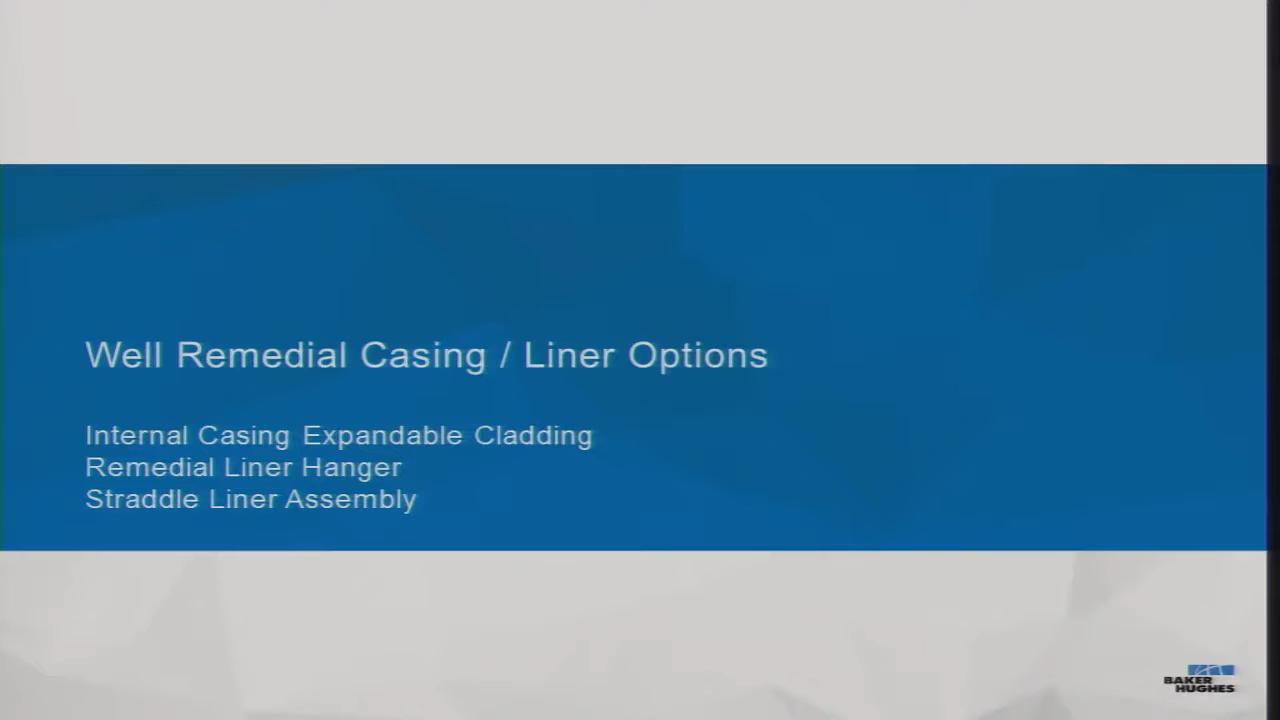 Well Remedial Casing / Liner Options
Internal Casing Expandable Cladding
Remedial Liner Hanger
Straddle Liner Assembly
BAKER
HUGHES